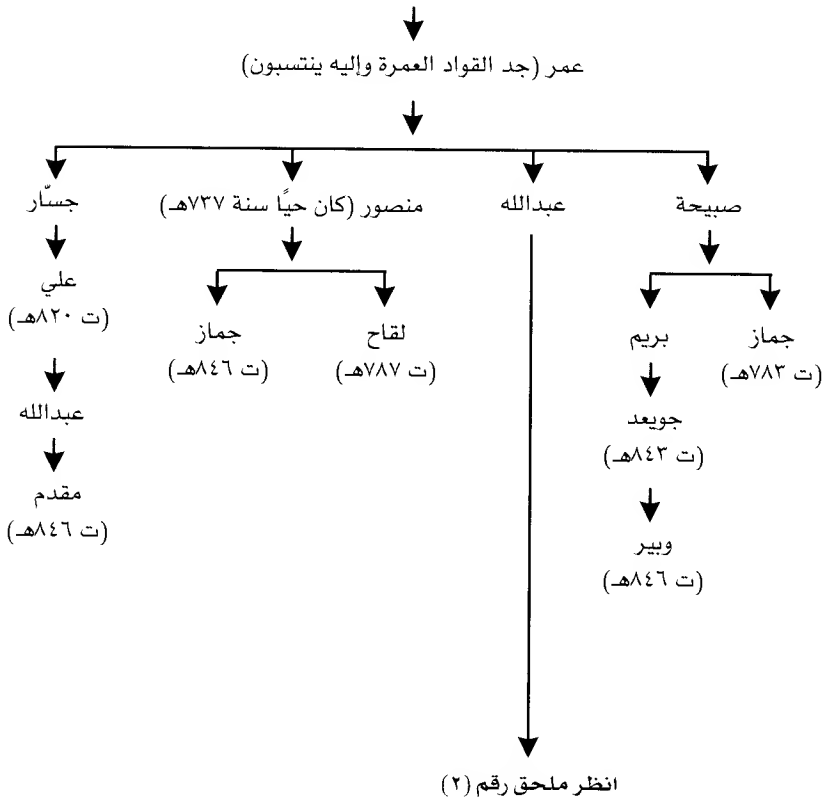 عمر (جد القواد العمرة وإليه ينتسبون)
صبيحة
عبدالله
منصور (كان حيًا سنة ٧٣٧هـ)
جسّار
جماز
(ت ٧٨٣هـ)
بريم
جويعد
(ت ٨٤٣هـ)
وبير
(ت ٨٤٦هـ)
لقاح
(ت ٧٨٧هـ)
جماز
(ت ٨٤٦هـ)
علي
(ت ٨٢٠هـ)
عبدالله
مقدم
(ت ٨٤٦هـ)
انظر ملحق رقم (٢)